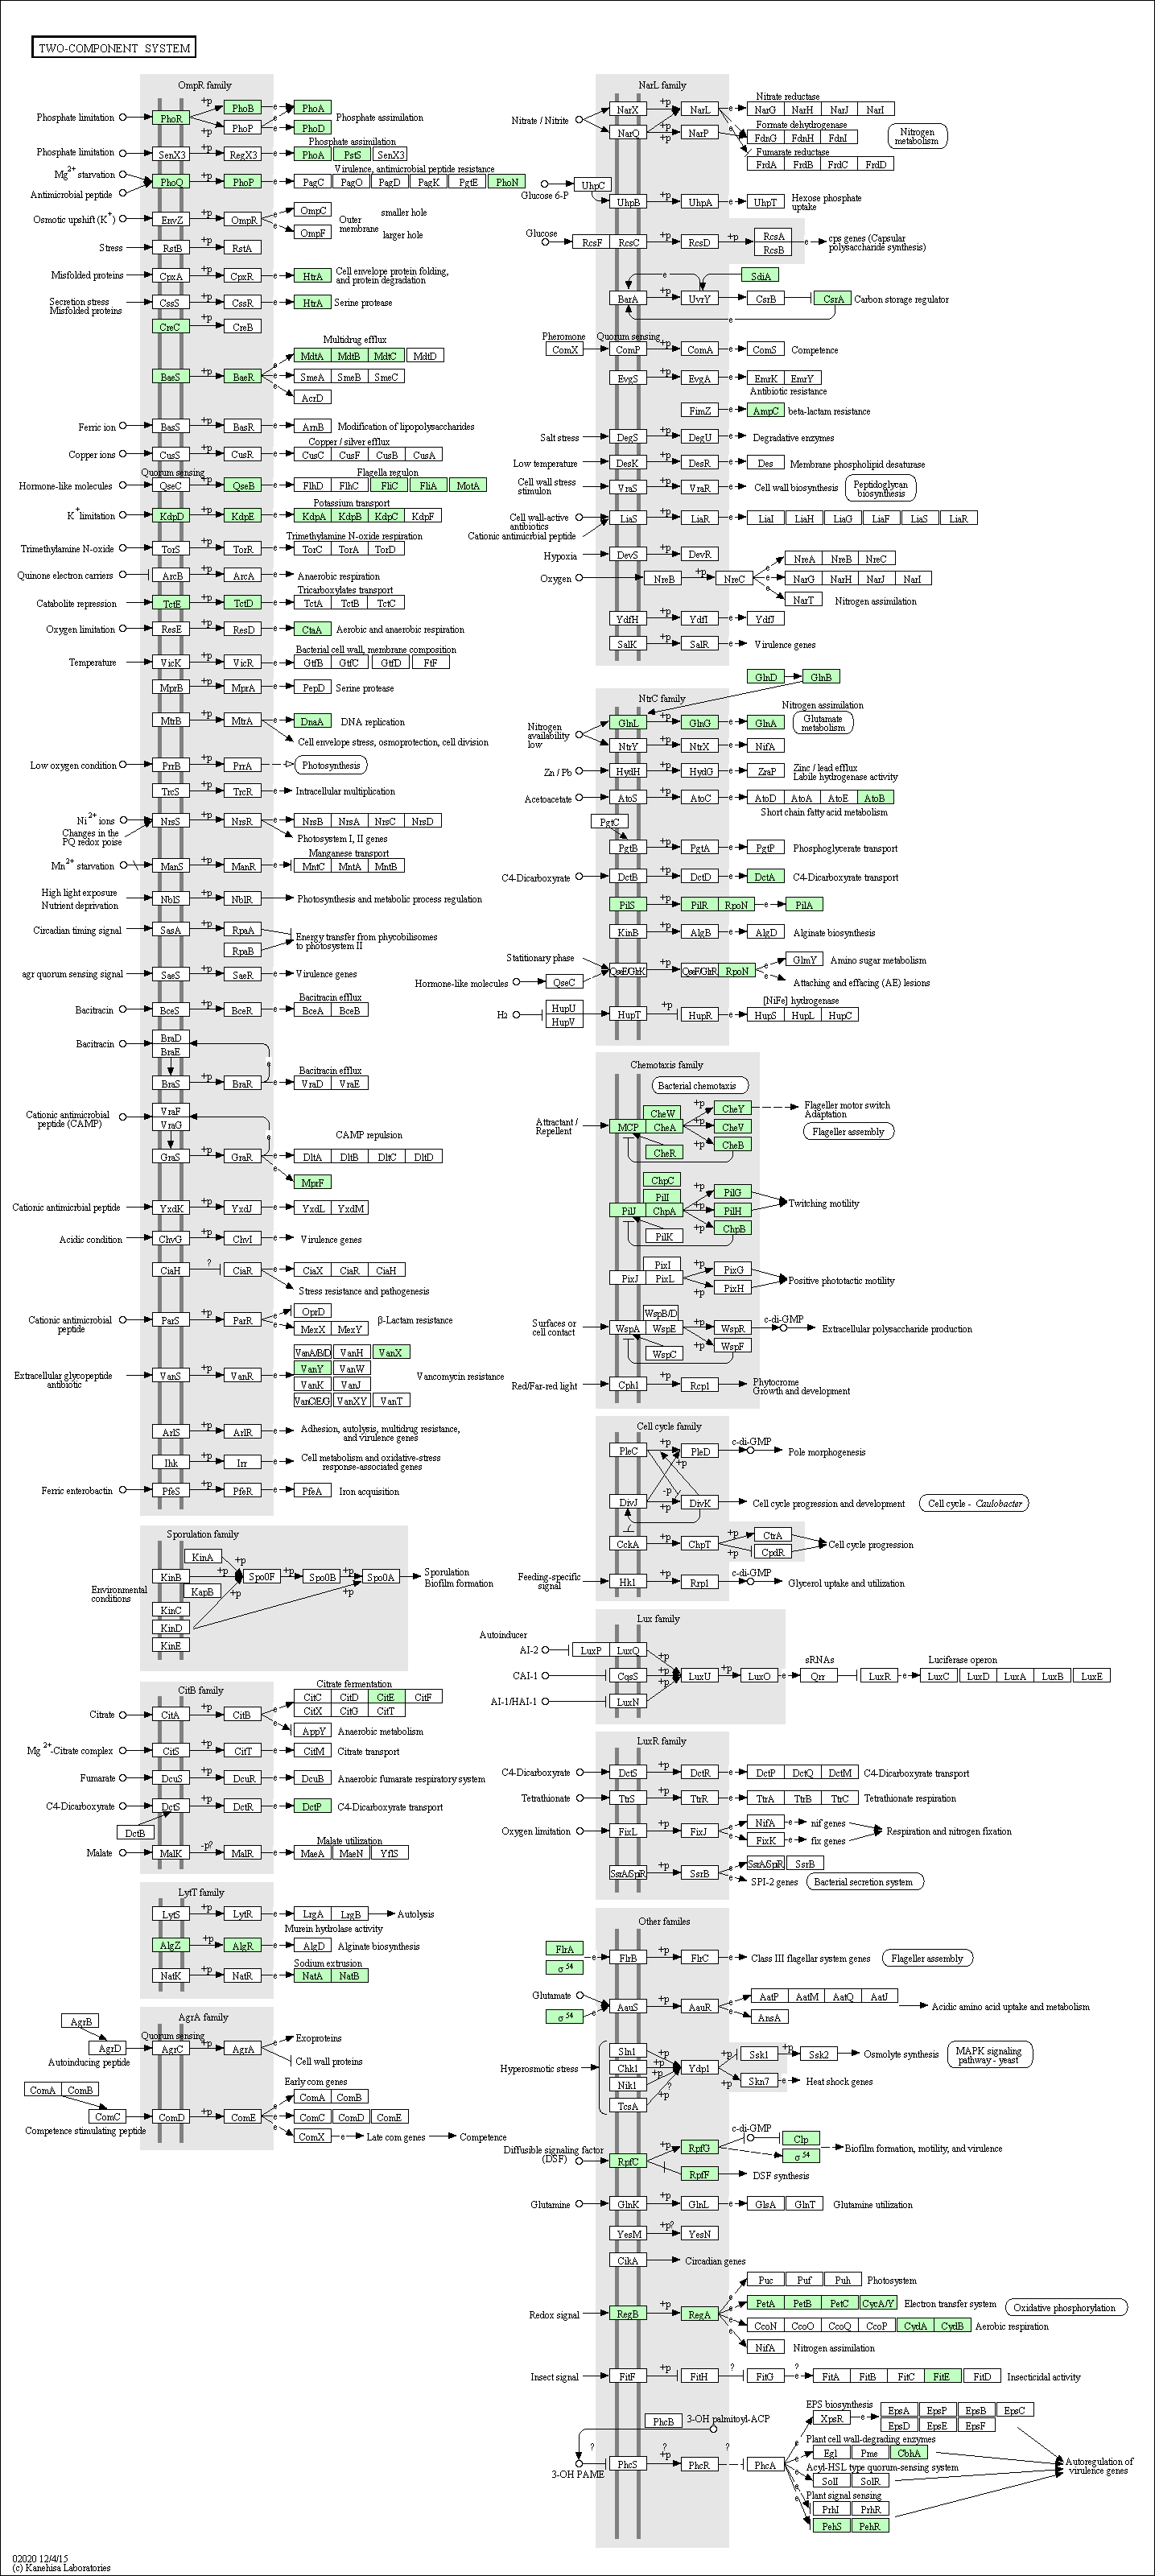 TWO-COMPONENT SYSTEM
OmpR family
Phosphate limitation PhoR +p PhoB e PhoA
+p PhoP e PhoD Phosphate assimilation
Phosphate assimilation
Phosphate limitation SenX3 +p RegX3 e PhoA PstS SenX3
Virulence, antimicrobial peptide resistance
Mg2+ starvation
Antimicrobial peptide
PhoQ +p PhoP e PagC PagO PagD PagK PgtE PhoN
Osmotic upshift (K+) EnvZ +p OmpR e OmpC smaller hole
e OmpF Outer membrane larger hole
Stress RstB +p RstA
Misfolded proteins CpxA +p CpxR e HtrA Cell envelope protein folding, and protein degradation
Secretion stress
Misfolded proteins
CssS +p CssR e HtrA Serine protease
CreC +p CreB
Multidrug efflux
e MdtA MdtB MdtC MdtD
BaeS +p BaeR e SmeA SmeB SmeC
e AcrD
Ferric ion BasS +p BasR e ArnB Modification of lipopolysaccharides
Copper / silver efflux
Copper ions CusS +p CusR e CusC CusF CusB CusA
Quorum sensing Flagella regulon
Hormone-like molecules QseC +p QseB e FlhD FlhC FliC FliA MotA
Potassium transport
K+ limitation KdpD +p KdpE e KdpA KdpB KdpC KdpF
Trimethylamine N-oxide respiration
Trimethylamine N-oxide TorS +p TorR e TorC TorA TorD
Quinone electron carriers ArcB +p ArcA e Anaerobic respiration
Tricarboxylates transport
Catabolite repression TctE +p TctD e TctA TctB TctC
Oxygen limitation ResE +p ResD e CtaA Aerobic and anaerobic respiration
Bacterial cell wall, membrane composition
Temperature VicK +p VicR e GtfB GtfC GtfD FtF
MprB +p MprA e PepD Serine protease
MtrB +p MtrA e DnaA DNA replication
Cell envelope stress, osmoprotection, cell division
Low oxygen condition PrrB +p PrrA Photosynthesis
TrcS +p TrcR e Intracellular multiplication
Ni2+ ions
Changes in the PQ redox poise
NrsS +p NrsR e NrsB NrsA NrsC NrsD
Photosystem I, II genes
Manganese transport
Mn2+ starvation ManS +p ManR e MntC MntA MntB
High light exposure
Nutrient deprivation
NblS +p NblR Photosynthesis and metabolic process regulation
Circadian timing signal SasA +p RpaA
RpaB
Energy transfer from phycobilisomes
to photosystem II
agr quorum sensing signal SaeS +p SaeR e Virulence genes
Bacitracin efflux
Bacitracin BceS +p BceR e BceA BceB
Bacitracin BraD
BraE
e
Bacitracin efflux
BraS +p BraR e VraD VraE
Cationic antimicrobial
peptide (CAMP)
VraF
VraG
e
CAMP repulsion
GraS +p GraR e DltA DltB DltC DltD
e MprF
Cationic antimicrbial peptide YxdK +p YxdJ e YxdL YxdM
Acidic condition ChvG +p ChvI e Virulence genes
CiaH ? CiaR e CiaX CiaR CiaH
Stress resistance and pathogenesis
Cationic antimicrobial
peptide
ParS +p ParR e OprD
e MexX MexY β-Lactam resistance
VanA/B/D VanH VanX
Extracellular glycopeptide
antibiotic
VanS +p VanR e VanY VanW
VanK VanJ
VanC/E/G VanXY VanT
Vancomycin resistance
ArlS +p ArlR e Adhesion, autolysis, multidrug resistance,
and virulence genes
Ihk +p Irr e Cell metabolism and oxidative-stress
response-associated genes
Ferric enterobactin PfeS +p PfeR e PfeA Iron acquisition
Sporulation family
KinA +p
KinB +p Spo0F +p Spo0B +p Spo0A Sporulation
Biofilm formation
KapB +p +p
Environmental
conditions
KinC
KinD
KinE
CitB family
Citrate fermentation
Citrate CitA +p CitB e CitC CitD CitE CitF
CitX CitG CitT
e AppY Anaerobic metabolism
Mg 2+-Citrate complex CitS +p CitT e CitM Citrate transport
Fumarate DcuS +p DcuR e DcuB Anaerobic fumarate respiratory system
C4-Dicarboxyrate DctS +p DctR e DctP C4-Dicarboxyrate transport
DctB
Malate utilization
Malate MalK -p? MalR e MaeA MaeN YflS
LytT family
LytS +p LytR e LrgA LrgB Autolysis
Murein hydrolase activity
AlgZ +p AlgR e AlgD Alginate biosynthesis
Sodium extrusion
NatK +p NatR e NatA NatB
AgrA family
AgrB
Quorum sensing
AgrD AgrC +p AgrA e Exoproteins
e Cell wall proteins
Autoinducing peptide
Early com genes
ComA ComB
e ComA ComB
ComC ComD +p ComE e ComC ComD ComE
Competence stimulating peptide
e ComX e Late com genes Competence
NarL family
Nitrate reductase
Nitrate / Nitrite NarX +p NarL e NarG NarH NarJ NarI
Formate dehydrogenase
NarQ +p NarP e FdnG FdnH FdnI
Nitrogen
metabolism
Fumarate reductase
FrdA FrdB FrdC FrdD
Glucose 6-P UhpC
UhpB +p UhpA e UhpT Hexose phosphate
uptake
Glucose RcsF RcsC +p RcsD +p RcsA
RcsB
e cps genes (Capsular
polysaccharide synthesis)
e SdiA
BarA +p UvrY e CsrB CsrA Carbon storage regulator
e
Pheromone Quorum sensing
ComX ComP +p ComA e ComS Competence
EvgS +p EvgA e EmrK EmrY
Antibiotic resistance
FimZ e AmpC beta-lactam resistance
Salt stress DegS +p DegU e Degradative enzymes
Low temperature DesK +p DesR e Des Membrane phospholipid desaturase
Cell wall stress
stimulon
VraS +p VraR e Cell wall biosynthesis
Peptidoglycan
biosynthesis
Cell wall-active
antibiotics
Cationic antimicrbial peptide
LiaS +p LiaR e LiaI LiaH LiaG LiaF LiaS LiaR
Hypoxia DevS +p DevR
Oxygen NreB +p NreC e NreA NreB NreC
e NarG NarH NarJ NarI
e NarT Nitrogen assimilation
YdfH +p YdfI e YdfJ
SalK +p SalR e Virulence genes
GlnD GlnB
NtrC family
Nitrogen assimilation
Nitrogen
availability
low
GlnL +p GlnG e GlnA
Glutamate
metabolism
NtrY +p NtrX NifA
Zn / Pb HydH +p HydG e ZraP Zinc / lead efflux
Labile hydrogenase activity
Acetoacetate AtoS +p AtoC e AtoD AtoA AtoE AtoB
Short chain fatty acid metabolism
PgtC
PgtB +p PgtA e PgtP Phosphoglycerate transport
C4-Dicarboxyrate DctB +p DctD e DctA C4-Dicarboxyrate transport
PilS +p PilR RpoN e PilA
KinB +p AlgB e AlgD Alginate biosynthesis
Statitionary phase
Hormone-like molecules QseC QseE/GlrK +p QseF/GlrR RpoN e GlmY Amino sugar metabolism
e Attaching and effacing (AE) lesions
[NiFe] hydrogenase
H2 HupU
HupV
HupT +p HupR e HupS HupL HupC
Chemotaxis family
Bacterial chemotaxis
Attractant /
Repellent
CheW +p CheY Flageller motor switch
Adaptation
MCP CheA +p CheV
Flageller assembly
CheR +p CheB
ChpC
PilI +p PilG
PilJ ChpA +p PilH Twitching motility
PilK +p ChpB
PixI +p PixG
PixJ PixL +p PixH Positive phototactic motility
Surfaces or
cell contact
WspB/D
WspA WspE +p WspR c-di-GMP Extracellular polysaccharide production
WspC +p WspF
Red/Far-red light Cph1 +p Rcp1 Phytocrome
Growth and development
Cell cycle family
PleC +p PleD c-di-GMP Pole morphogenesis
+p
-p
DivJ +p DivK Cell cycle progression and development Cell cycle - Caulobacter
CckA +p ChpT +p CtrA
+p CpdR Cell cycle progression
Feeding-specific
signal
Hk1 +p Rrp1 c-di-GMP Glycerol uptake and utilization
Lux family
Autoinducer
AI-2 LuxP LuxQ +p sRNAs Luciferase operon
CAI-1 CqsS +p LuxU +p LuxO e Qrr LuxR e LuxC LuxD LuxA LuxB LuxE
AI-1/HAI-1 LuxN +p
LuxR family
C4-Dicarboxyrate DctS +p DctR e DctP DctQ DctM C4-Dicarboxyrate transport
Tetrathionate TtrS +p TtrR e TtrA TtrB TtrC Tetrathionate respiration
Oxygen limitation FixL +p FixJ e NifA e nif genes
e FixK e fix genes Respiration and nitrogen fixation
SsrA/SpiR +p SsrB e SsrA/SpiR SsrB
e SPI-2 genes Bacterial secretion system
Other familes
FlrA
σ 54
e FlrB +p FlrC e Class III flagellar system genes Flageller assembly
Glutamate AauS +p AauR e AatP AatM AatQ AatJ Acidic amino acid uptake and metabolism
σ 54 e AnsA
Hyperosmotic stress Sln1 +p
Chk1 +p Ydp1 +p Ssk1 +p Ssk2 Osmolyte synthesis
MAPK signaling
pathway - yeast
Nik1 ? +p Skn7 e Heat shock genes
TcsA +p
Diffusible signaling factor
(DSF)
RpfC +p RpfG c-di-GMP Clp
σ 54
Biofilm formation, motility, and virulence
RpfF DSF synthesis
Glutamine GlnK +p GlnL e GlsA GlnT Glutamine utilization
YesM +p? YesN
CikA Circadian genes
Puc Puf Puh Photosystem
Redox signal RegB +p RegA e PetA PetB PetC CycA/Y Electron transfer system Oxidative phosphorylation
e CcoN CcoO CcoQ CcoP CydA CydB Aerobic respiration
e NifA Nitrogen assimilation
Insect signal FitF +p FitH ? FitG ? e FitA FitB FitC FitE FitD Insecticidal activity
PhcB 3-OH palmitoyl-ACP
EPS biosynthesis
XpsR e EpsA EpsP EpsB EpsC
EpsD EpsE EpsF
Plant cell wall-degrading enzymes
? ? ?
3-OH PAME PhcS PhcR PhcA e Egl Pme CbhA
Acyl-HSL type quorum-sensing system
e SolI SolR
Autoregulation of
virulence genes
Plant signal sensing
e PrhI PrhR
e PehS PehR
02020 12/4/15
(c) Kanehisa Laboratories